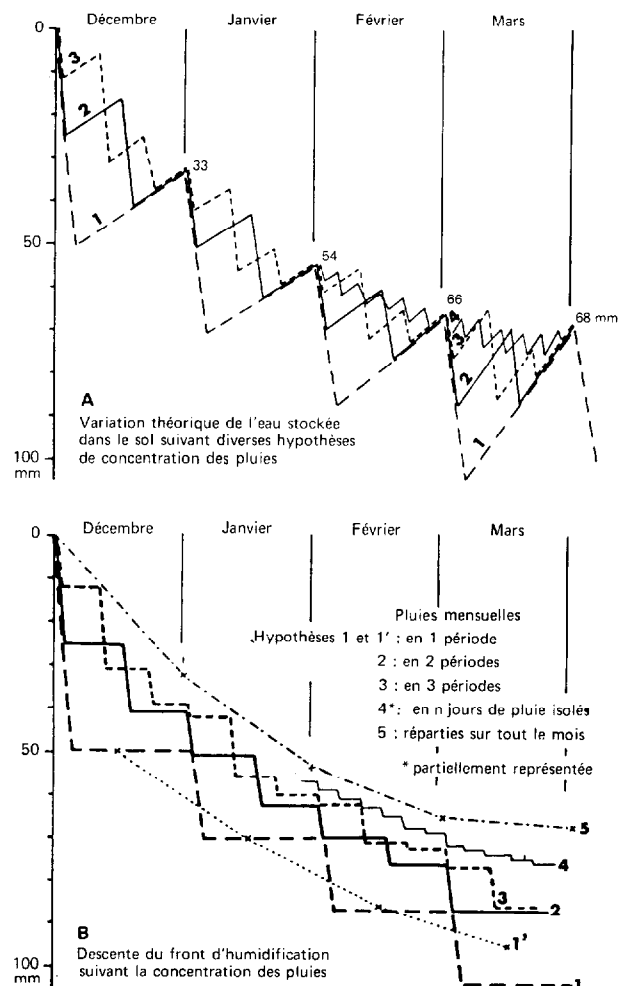 Décembre Janvier Février Mars
0
3
2
33
1
50
54
66
68 mm
4
3
2
1
A
Variation théorique de l'eau stockée
dans le sol suivant diverses hypothèses
de concentration des pluies
100
mm
Décembre Janvier Février Mars
0
Pluies mensuelles
Hypothèses 1 et 1' : en 1 période
2 : en 2 périodes
3 : en 3 périodes
4* : en n jours de pluie isolés
5 : réparties sur tout le mois
* partiellement représentée
50
5
4
3
2
B
1'
Descente du front d'humidification
suivant la concentration des pluies
100
mm
1